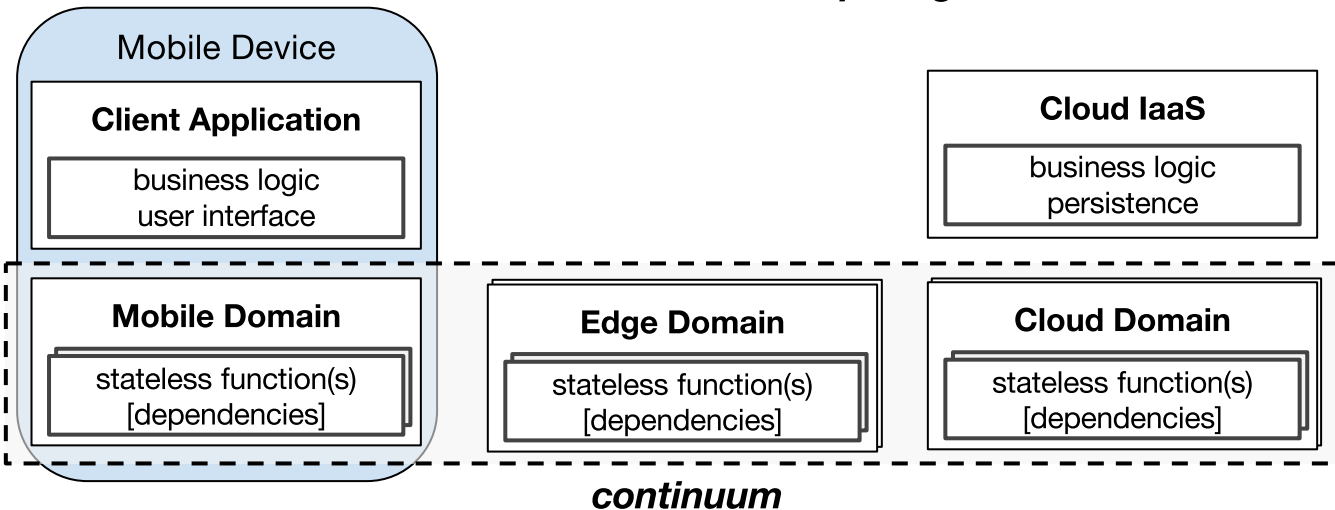 Mobile Device
Client Application
business logic
user interface
Cloud IaaS
business logic
persistence
Mobile Domain
stateless function(s)
[dependencies]
Edge Domain
stateless function(s)
[dependencies]
Cloud Domain
stateless function(s)
[dependencies]
continuum